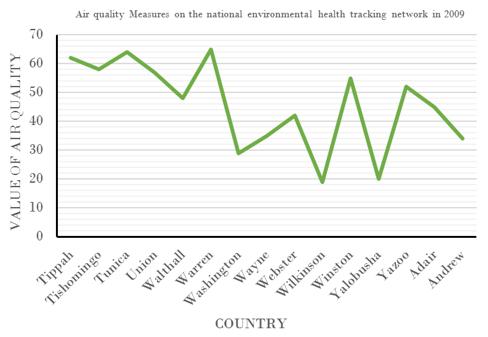 Air quality Measures on the national environmental health tracking network in 2009
VALUE OF AIR QUALITY
70
60
50
40
30
20
10
0
Tippah
Tishomingo
Tunica
Union
Walthall
Warren
Washington
Wayne
Webster
Wilkinson
Winston
Yalobusha
Yazoo
Adair
Andrew
COUNTRY